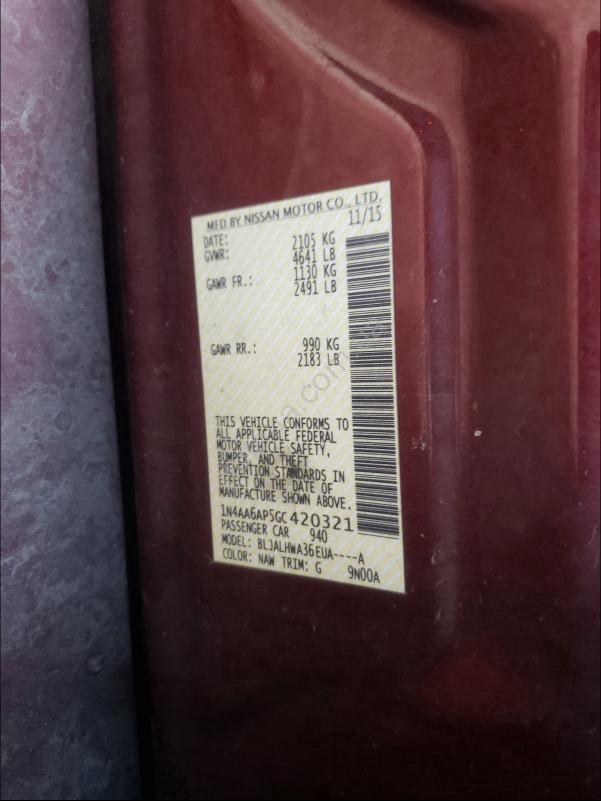 MFD BY NISSAN MOTOR CO., LTD.
DATE: 11/15
GVWR: 2105 KG
4641 LB
GAWR FR.: 1130 KG
2491 LB
GAWR RR.: 990 KG
2183 LB
THIS VEHICLE CONFORMS TO
ALL APPLICABLE FEDERAL
MOTOR VEHICLE SAFETY,
BUMPER, AND THEFT
PREVENTION STANDARDS IN
EFFECT ON THE DATE OF
MANUFACTURE SHOWN ABOVE.
1N4AA6AP5GC420321
PASSENGER CAR 940
MODEL: BLJALHWA36EUA----A
COLOR: NAW TRIM: G 9N00A